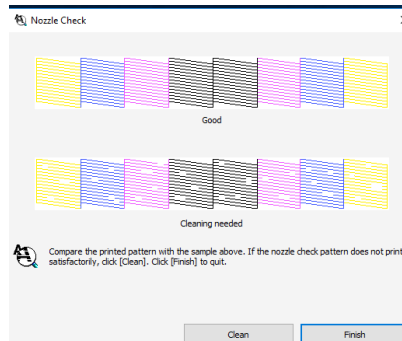 Nozzle Check
Good
Cleaning needed
Compare the printed pattern with the sample above. If the nozzle check pattern does not print
satisfactorily, click [Clean]. Click [Finish] to quit.
Clean
Finish